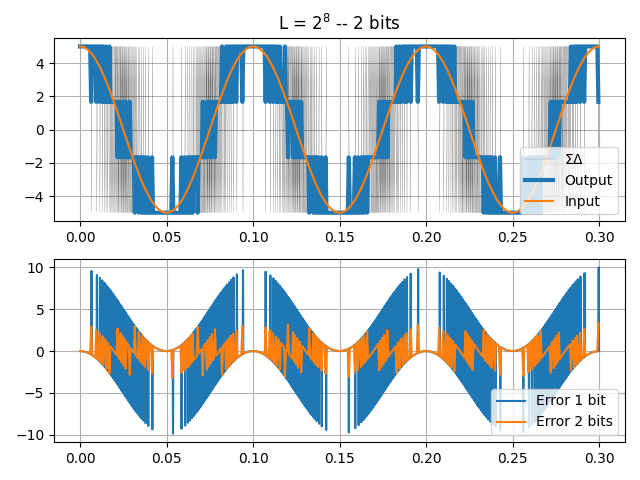 L = 2⁸ -- 2 bits
4
2
0
−2
−4
ΣΔ
Output
Input
0.00 0.05 0.10 0.15 0.20 0.25 0.30
10
5
0
−5
−10
Error 1 bit
Error 2 bits
0.00 0.05 0.10 0.15 0.20 0.25 0.30